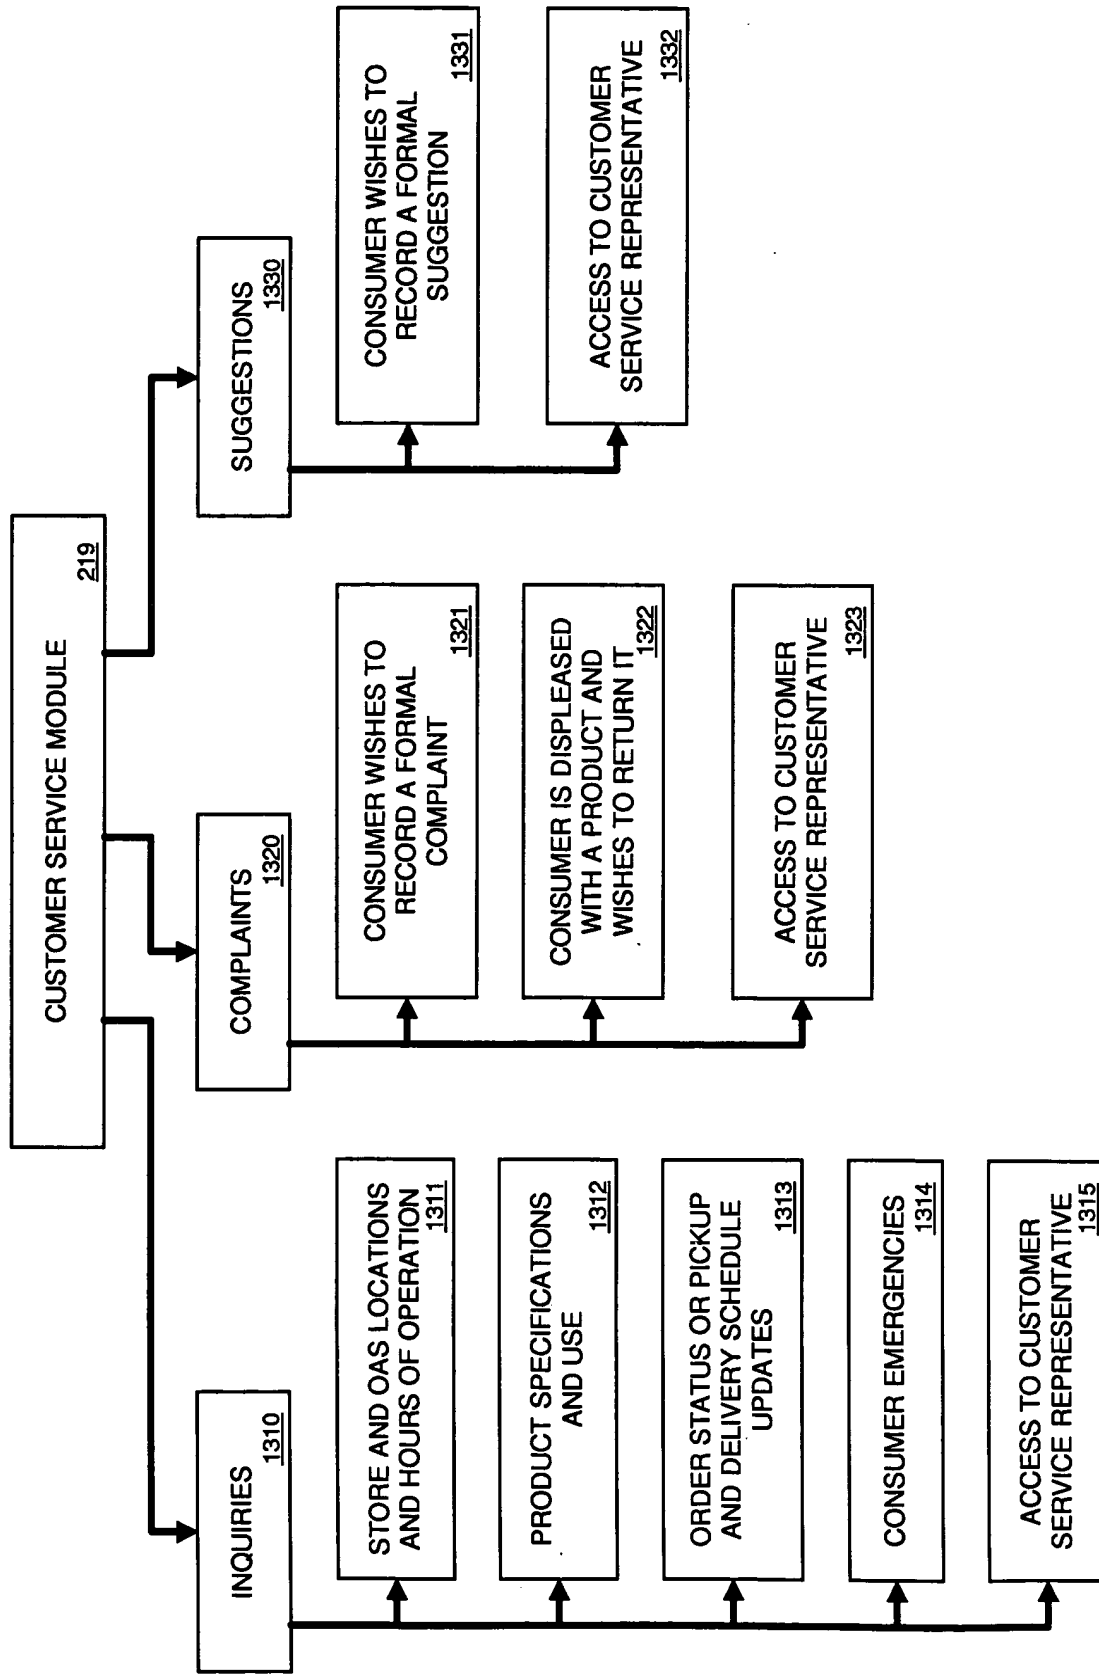 CUSTOMER SERVICE MODULE
219
INQUIRIES
1310
STORE AND OAS LOCATIONS
AND HOURS OF OPERATION
1311
PRODUCT SPECIFICATIONS
AND USE
1312
ORDER STATUS OR PICKUP
AND DELIVERY SCHEDULE
UPDATES
1313
CONSUMER EMERGENCIES
1314
ACCESS TO CUSTOMER
SERVICE REPRESENTATIVE
1315
COMPLAINTS
1320
CONSUMER WISHES TO
RECORD A FORMAL
COMPLAINT
1321
CONSUMER IS DISPLEASED
WITH A PRODUCT AND
WISHES TO RETURN IT
1322
ACCESS TO CUSTOMER
SERVICE REPRESENTATIVE
1323
SUGGESTIONS
1330
CONSUMER WISHES TO
RECORD A FORMAL
SUGGESTION
1331
ACCESS TO CUSTOMER
SERVICE REPRESENTATIVE
1332